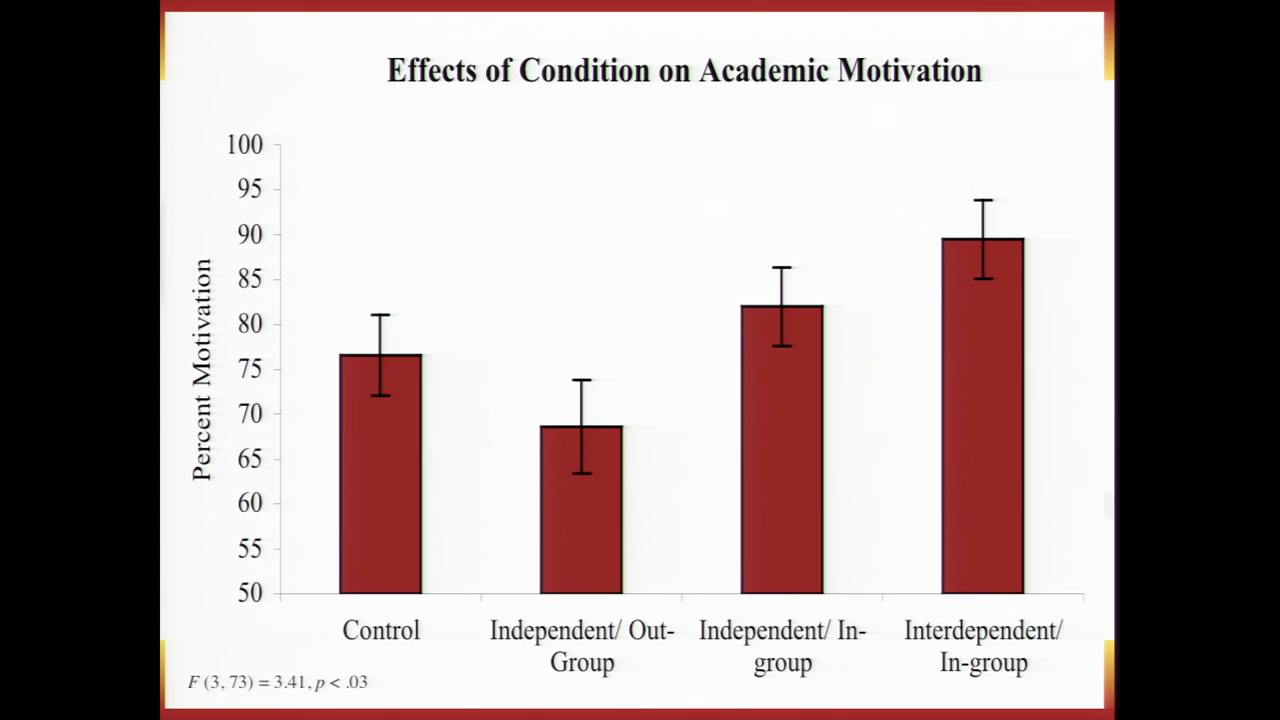 Effects of Condition on Academic Motivation
100
95
90
85
80
75
70
65
60
55
50
Percent Motivation
Control
Independent/ Out-
Group
Independent/ In-
group
Interdependent/
In-group
F (3, 73) = 3.41, p < .03